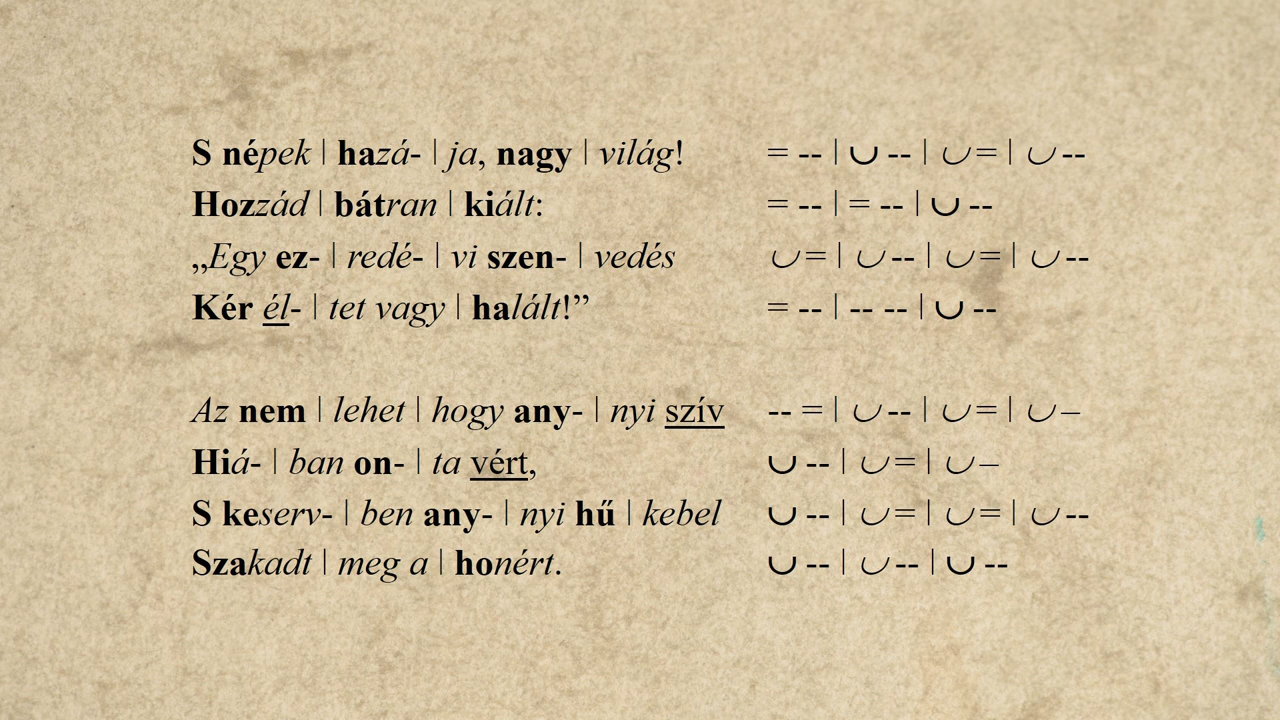 S népek | hazá- | ja, nagy | világ! = -- | ∪ -- | ∪ = | ∪ --
Hozzád | bátran | kiált: = -- | = -- | ∪ --
„Egy ez- | redé- | vi szen- | vedés ∪ = | ∪ -- | ∪ = | ∪ --
Kér él- | tet vagy | halált!” = -- | -- -- | ∪ --
Az nem | lehet | hogy any- | nyi szív -- = | ∪ -- | ∪ = | ∪ –
Hiá- | ban on- | ta vért, ∪ -- | ∪ = | ∪ –
S keserv- | ben any- | nyi hű | kebel ∪ -- | ∪ = | ∪ = | ∪ --
Szakadt | meg a | honért. ∪ -- | ∪ -- | ∪ --